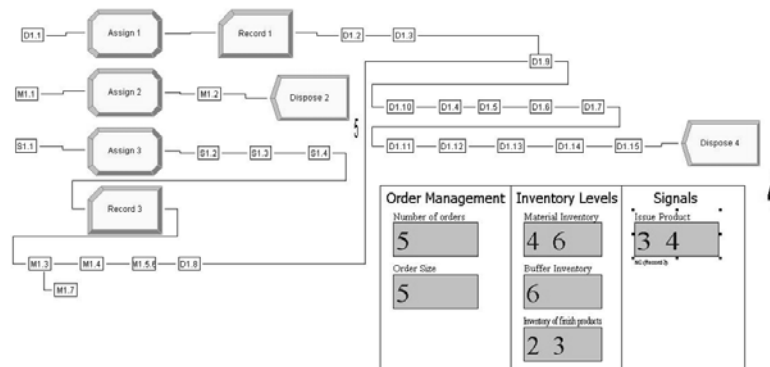 D1.1 Assign 1 Record 1 D1.2 D1.3
D1.9
M1.1 Assign 2 M1.2 Dispose 2
D1.10 D1.4 D1.5 D1.6 D1.7
5
S1.1 Assign 3 S1.2 S1.3 S1.4
D1.11 D1.12 D1.13 D1.14 D1.15 Dispose 4
Record 3
M1.3 M1.4 M1.5.6 D1.8
M1.7
Order Management
Number of orders
5
Order Size
5
Inventory Levels
Material Inventory
4 6
Buffer Inventory
6
Inventory of finish products
2 3
Signals
Issue Product
3 4